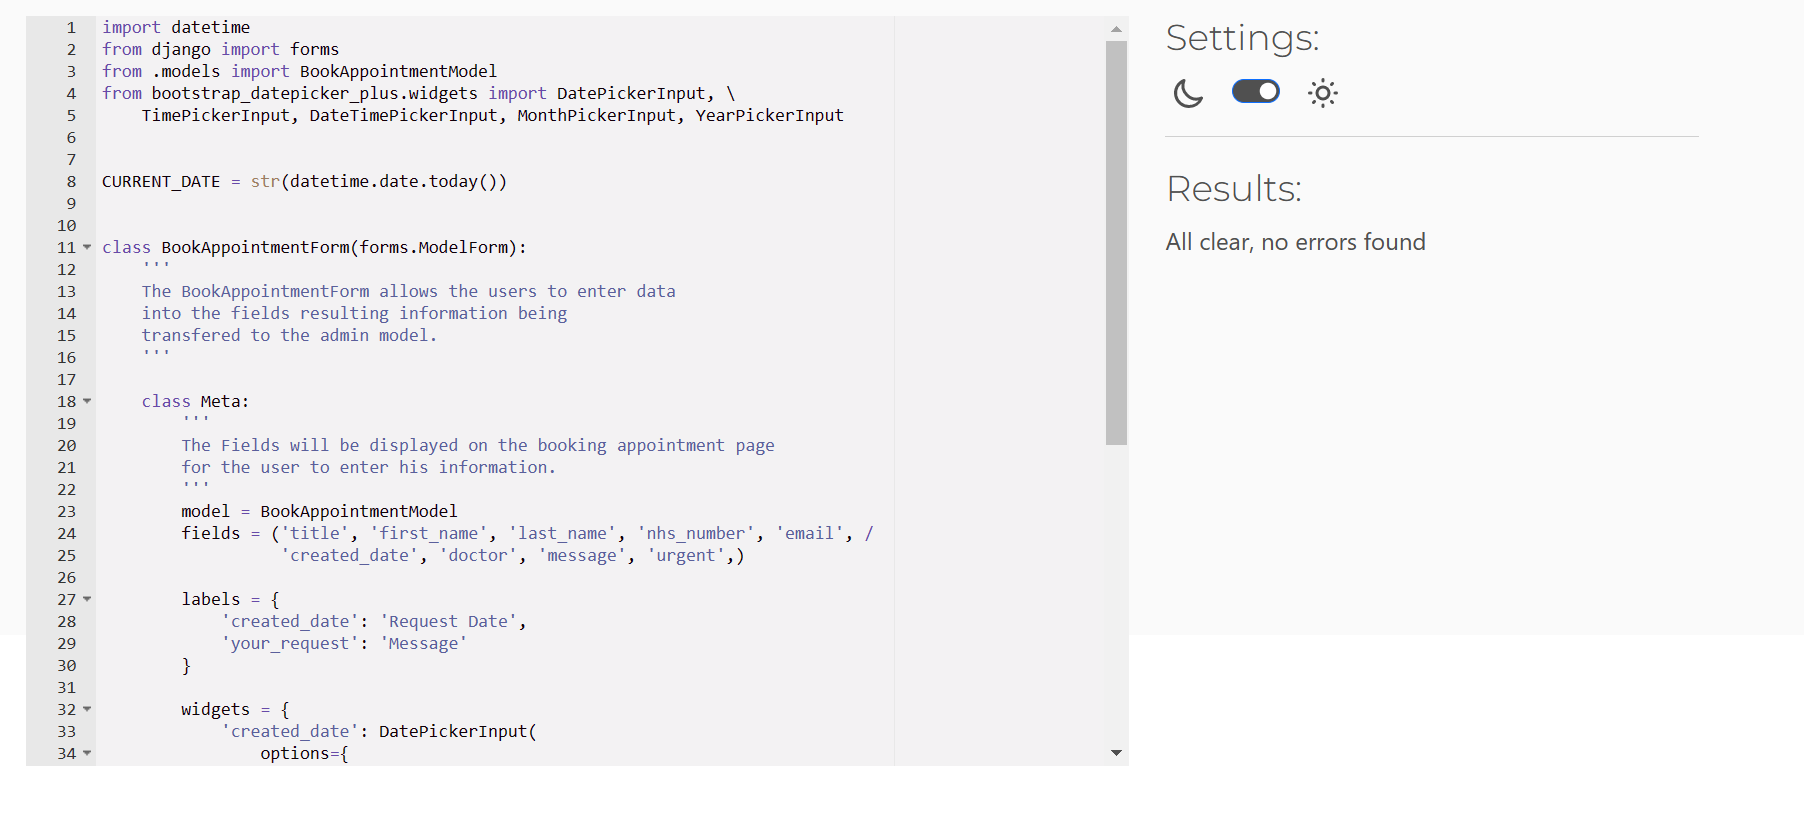 1 import datetime
2 from django import forms
3 from .models import BookAppointmentModel
4 from bootstrap_datepicker_plus.widgets import DatePickerInput, \
5     TimePickerInput, DateTimePickerInput, MonthPickerInput, YearPickerInput
6
7
8 CURRENT_DATE = str(datetime.date.today())
9
10
11 class BookAppointmentForm(forms.ModelForm):
12     '''
13     The BookAppointmentForm allows the users to enter data
14     into the fields resulting information being
15     transfered to the admin model.
16     '''
17
18     class Meta:
19         '''
20         The Fields will be displayed on the booking appointment page
21         for the user to enter his information.
22         '''
23         model = BookAppointmentModel
24         fields = ('title', 'first_name', 'last_name', 'nhs_number', 'email', /
25                   'created_date', 'doctor', 'message', 'urgent',)
26
27         labels = {
28             'created_date': 'Request Date',
29             'your_request': 'Message'
30         }
31
32         widgets = {
33             'created_date': DatePickerInput(
34                 options={
Settings:
Results:
All clear, no errors found